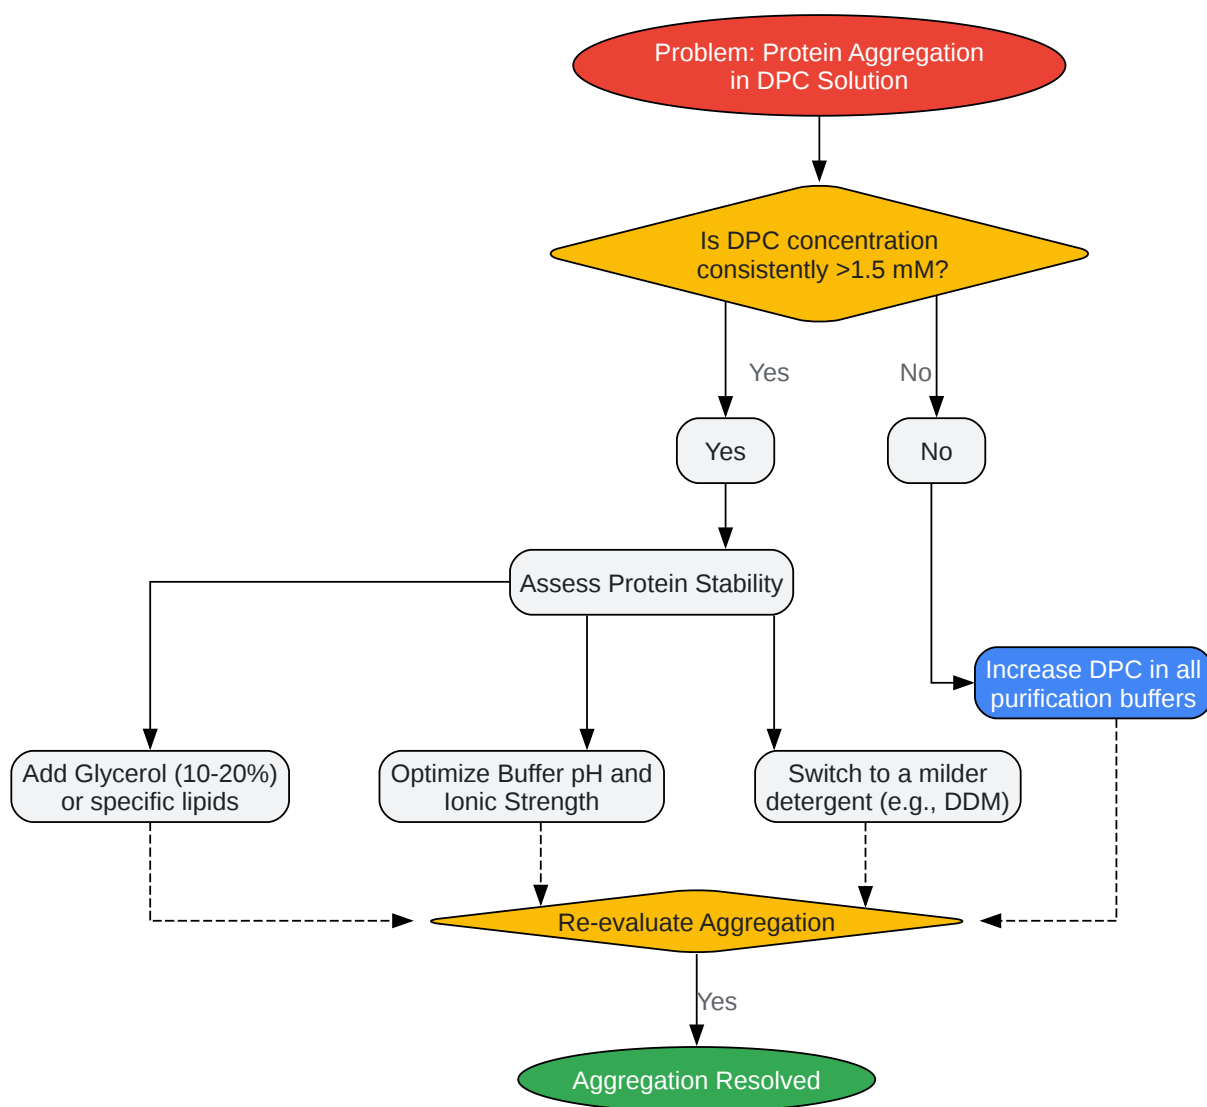 Problem: Protein Aggregation
in DPC Solution
Is DPC concentration
consistently >1.5 mM?
Yes
No
Yes
No
Assess Protein Stability
Increase DPC in all
purification buffers
Add Glycerol (10-20%)
or specific lipids
Optimize Buffer pH and
Ionic Strength
Switch to a milder
detergent (e.g., DDM)
Re-evaluate Aggregation
Yes
Aggregation Resolved